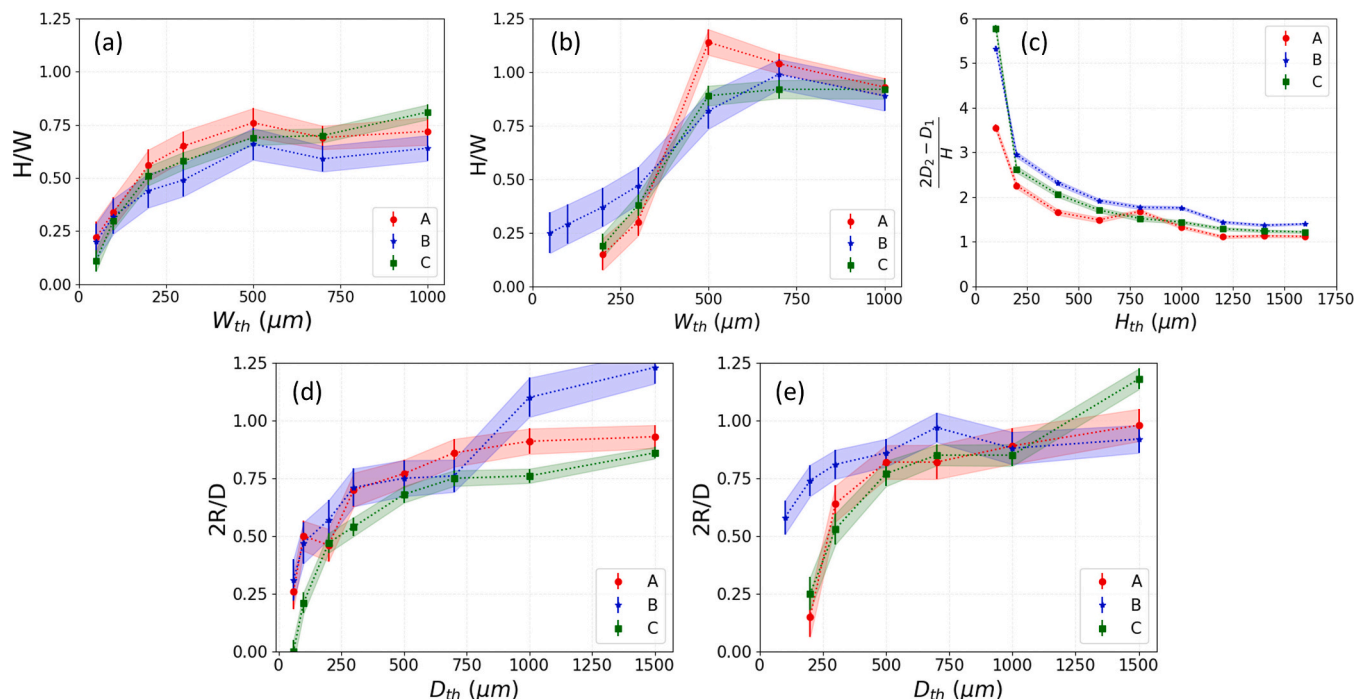 (a)
H/W
1.25
1.00
0.75
0.50
0.25
0.00
0 250 500 750 1000
W_th (μm)
A
B
C
(b)
H/W
1.25
1.00
0.75
0.50
0.25
0.00
0 250 500 750 1000
W_th (μm)
A
B
C
(c)
2D₂ − D₁
H
6
5
4
3
2
1
0
0 250 500 750 1000 1250 1500 1750
H_th (μm)
A
B
C
(d)
2R/D
1.25
1.00
0.75
0.50
0.25
0.00
0 250 500 750 1000 1250 1500
D_th (μm)
A
B
C
(e)
2R/D
1.25
1.00
0.75
0.50
0.25
0.00
0 250 500 750 1000 1250 1500
D_th (μm)
A
B
C